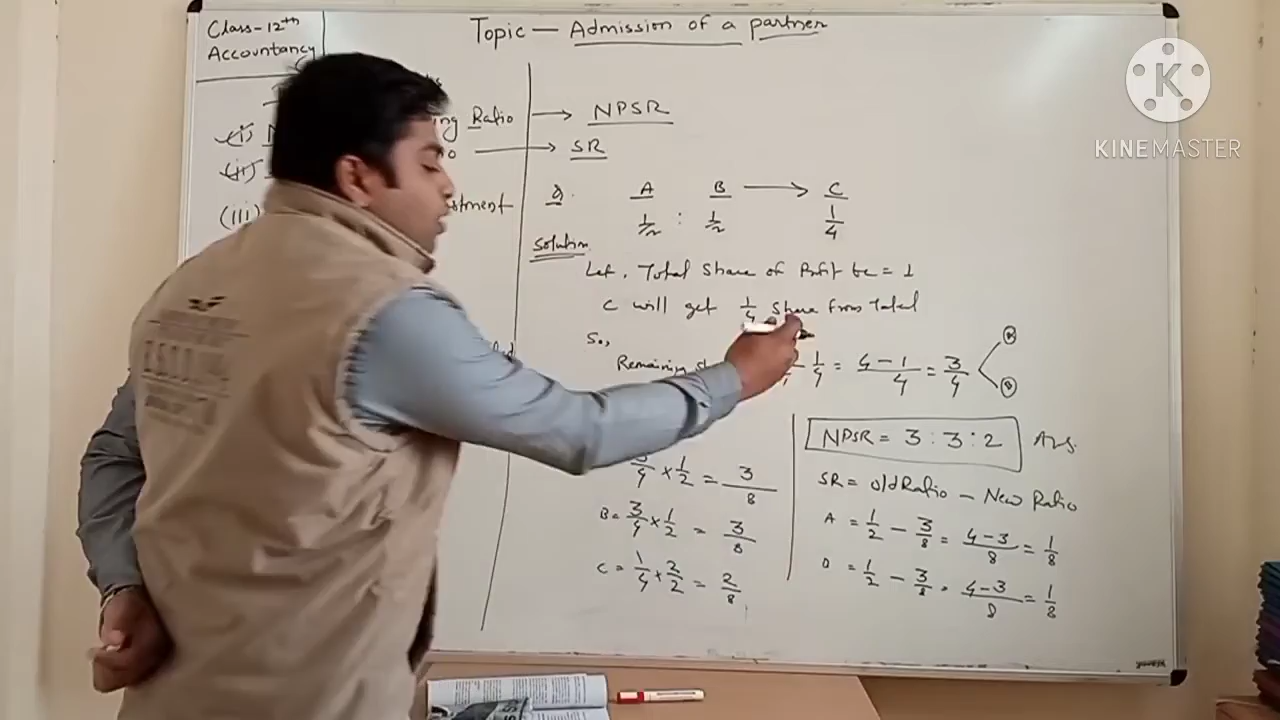 Class-12th
Accountancy
Topic — Admission of a partner
Ratio → NPSR
→ SR
(i)
(ii)
(iii)
Q. A B → C
1/2 : 1/2 1/4
Solution
Let, Total Share of Profit be = 1
C will get 1/4 Share from Total
So,
Remaining 1/4 = 4-1/4 = 3/4
B
3/4 × 1/2 = 3/8
B = 3/4 × 1/2 = 3/8
C = 1/4 × 2/2 = 2/8
NPSR = 3 : 3 : 2 Ans
SR = Old Ratio - New Ratio
A = 1/2 - 3/8 = 4-3/8 = 1/8
= 1/2 - 3/8 = 4-3/8 = 1/8
KINEMASTER